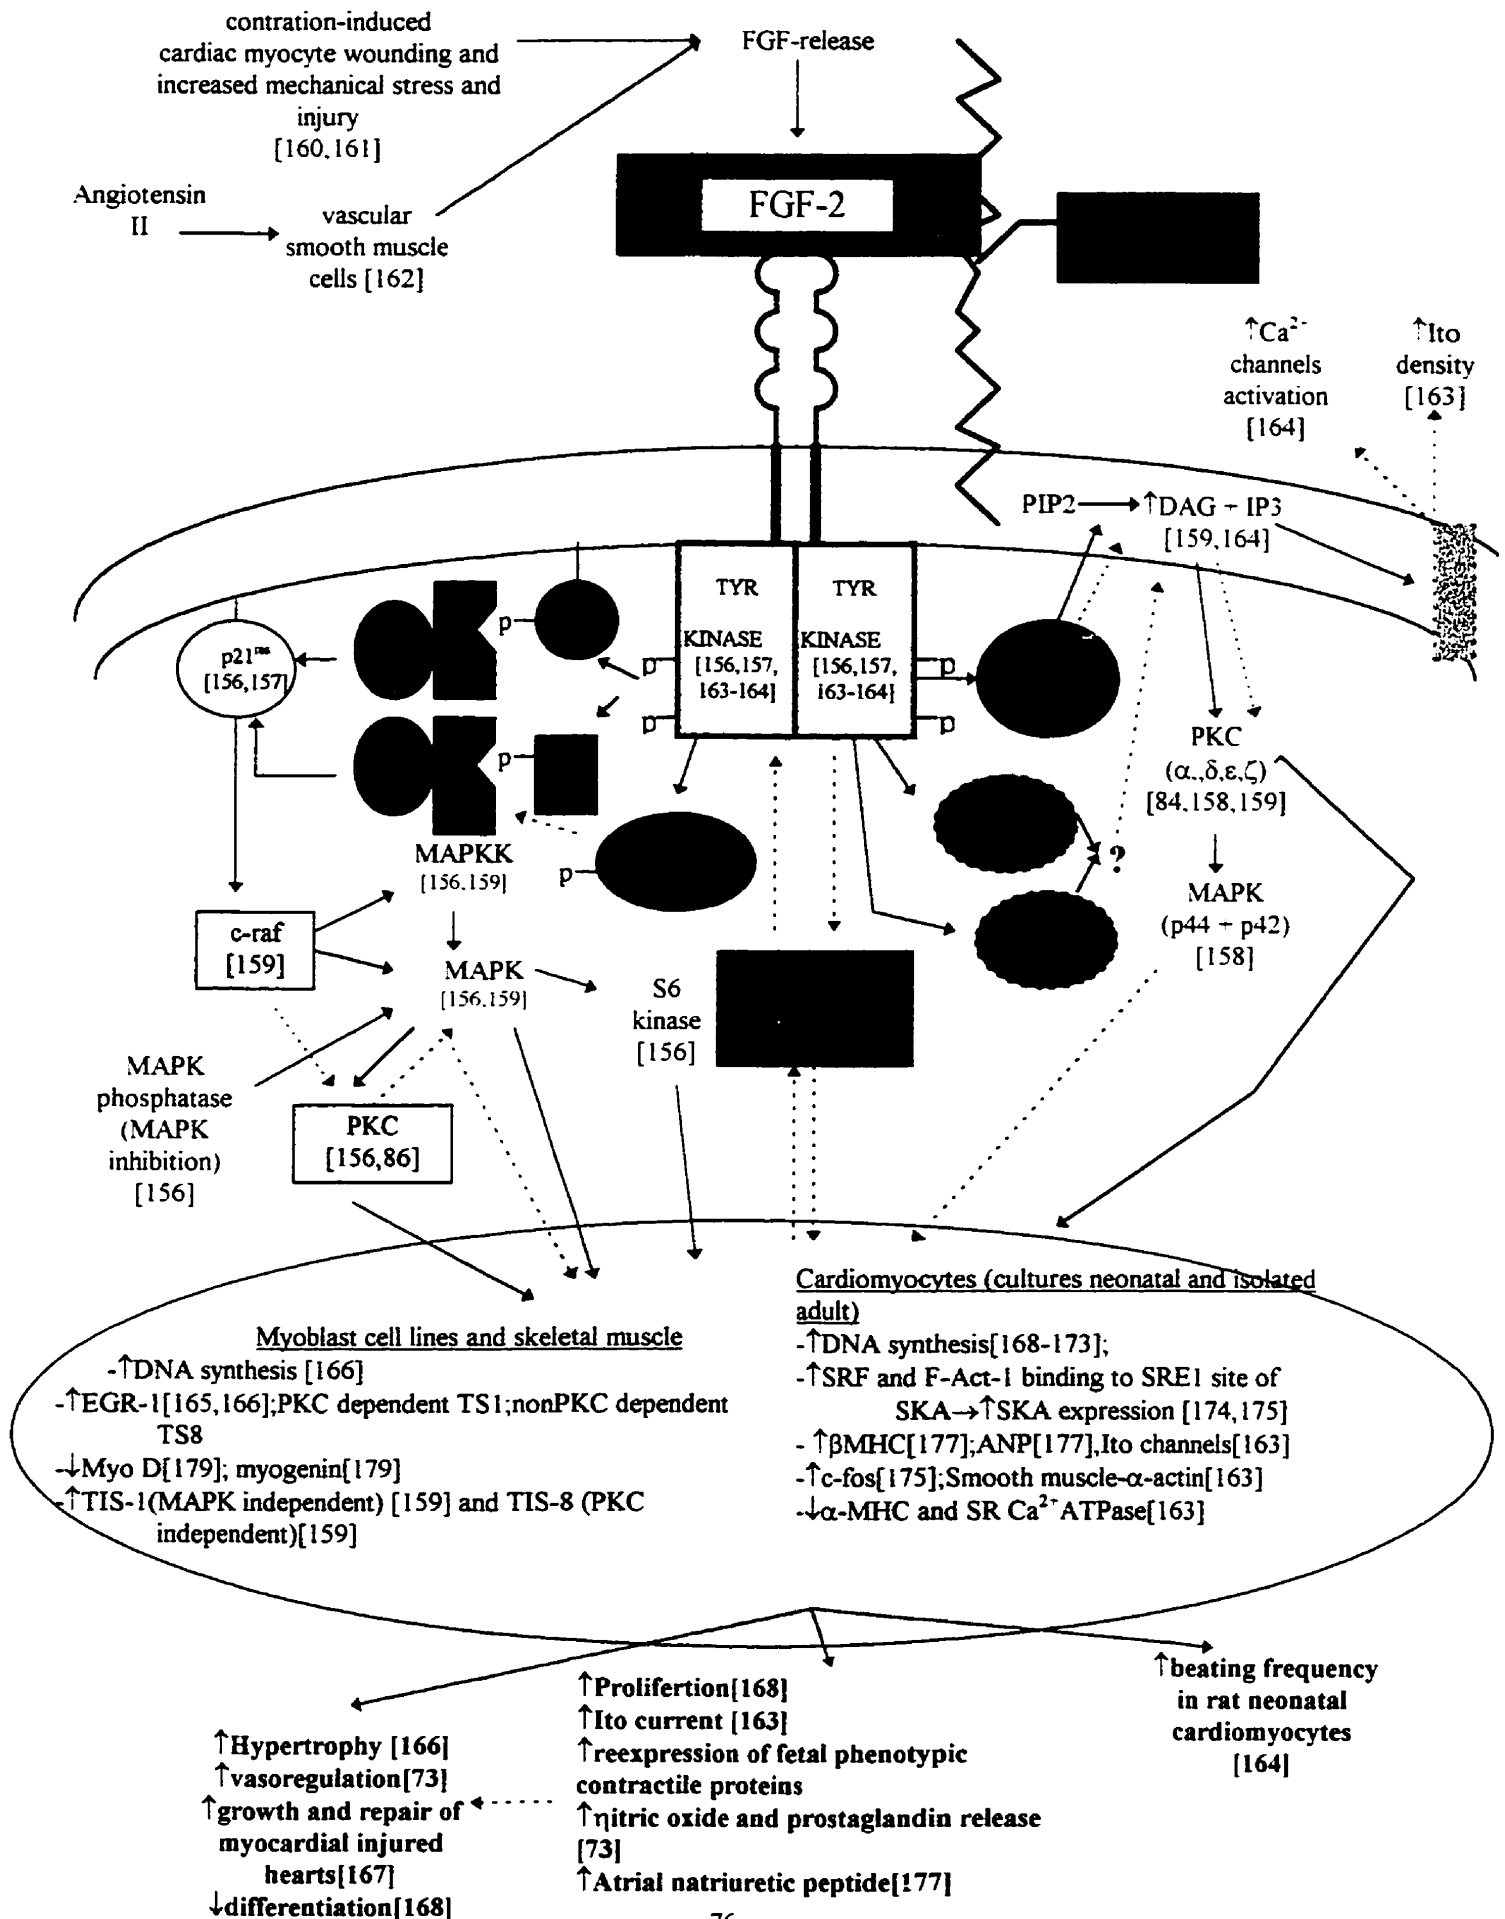 contration-induced
cardiac myocyte wounding and
increased mechanical stress and
injury
[160,161]
FGF-release
Angiotensin
II
vascular
smooth muscle
cells [162]
FGF-2
↑Ca²⁺
channels
activation
[164]
↑Ito
density
[163]
PIP2
↑DAG + IP3
[159,164]
TYR
KINASE
[156,157,
163-164]
TYR
KINASE
[156,157,
163-164]
p
p
p
p
p
p
p
p21ʳᵃˢ
[156,157]
PKC
(α,,δ,ε,ζ)
[84,158,159]
?
MAPK
(p44 + p42)
[158]
MAPKK
[156,159]
c-raf
[159]
MAPK
[156,159]
S6
kinase
[156]
MAPK
phosphatase
(MAPK
inhibition)
[156]
PKC
[156,86]
Myoblast cell lines and skeletal muscle
-↑DNA synthesis [166]
-↑EGR-1[165,166];PKC dependent TS1;nonPKC dependent
TS8
-↓Myo D[179]; myogenin[179]
-↑TIS-1(MAPK independent) [159] and TIS-8 (PKC
independent)[159]
Cardiomyocytes (cultures neonatal and isolated
adult)
-↑DNA synthesis[168-173];
-↑SRF and F-Act-1 binding to SRE1 site of
SKA→↑SKA expression [174,175]
- ↑βMHC[177];ANP[177],Ito channels[163]
-↑c-fos[175];Smooth muscle-α-actin[163]
-↓α-MHC and SR Ca²⁺ATPase[163]
↑Hypertrophy [166]
↑vasoregulation[73]
↑growth and repair of
myocardial injured
hearts[167]
↓differentiation[168]
↑Prolifertion[168]
↑Ito current [163]
↑reexpression of fetal phenotypic
contractile proteins
↑ηitric oxide and prostaglandin release
[73]
↑Atrial natriuretic peptide[177]
↑beating frequency
in rat neonatal
cardiomyocytes
[164]